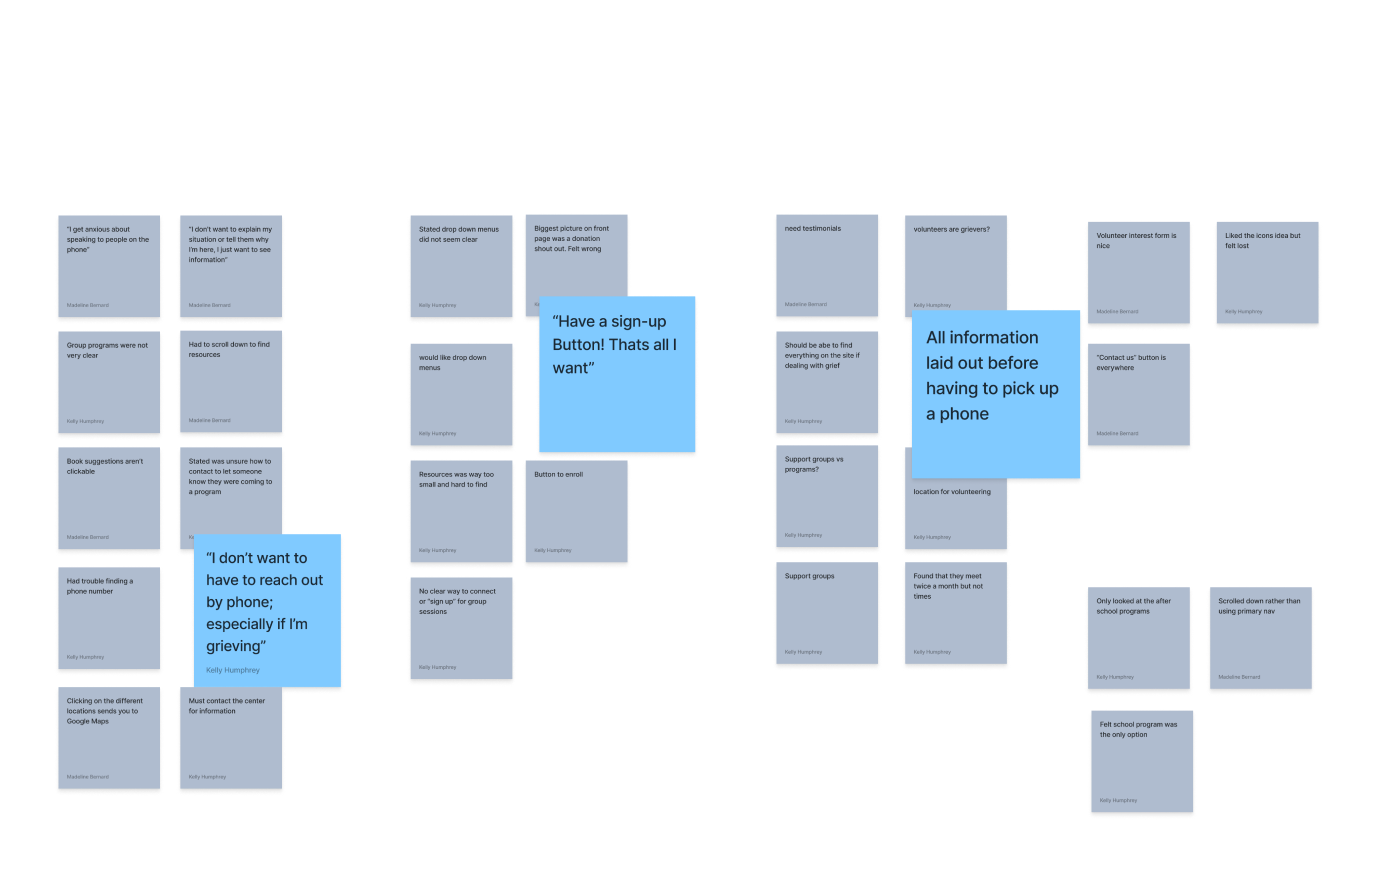 "I get anxious about
speaking to people on the
phone"
Madeline Bernard
"I don't want to explain my
situation or tell them why
I'm here, I just want to see
information"
Madeline Bernard
Group programs were not
very clear
Kelly Humphrey
Had to scroll down to find
resources
Madeline Bernard
Book suggestions aren't
clickable
Madeline Bernard
Stated was unsure how to
contact to let someone
know they were coming to
a program
Had trouble finding a
phone number
Kelly Humphrey
“I don’t want to
have to reach out
by phone;
especially if I’m
grieving”
Kelly Humphrey
Clicking on the different
locations sends you to
Google Maps
Madeline Bernard
Must contact the center
for information
Kelly Humphrey
Stated drop down menus
did not seem clear
Kelly Humphrey
Biggest picture on front
page was a donation
shout out. Felt wrong
“Have a sign-up
Button! Thats all I
want”
would like drop down
menus
Kelly Humphrey
Resources was way too
small and hard to find
Kelly Humphrey
Button to enroll
Kelly Humphrey
No clear way to connect
or "sign up" for group
sessions
Kelly Humphrey
need testimonials
Madeline Bernard
volunteers are grievers?
Kelly Humphrey
Should be abe to find
everything on the site if
dealing with grief
Kelly Humphrey
All information
laid out before
having to pick up
a phone
Support groups vs
programs?
Kelly Humphrey
location for volunteering
Kelly Humphrey
Support groups
Kelly Humphrey
Found that they meet
twice a month but not
times
Kelly Humphrey
Volunteer interest form is
nice
Madeline Bernard
Liked the icons idea but
felt lost
Kelly Humphrey
"Contact us" button is
everywhere
Madeline Bernard
Only looked at the after
school programs
Kelly Humphrey
Scrolled down rather than
using primary nav
Madeline Bernard
Felt school program was
the only option
Kelly Humphrey